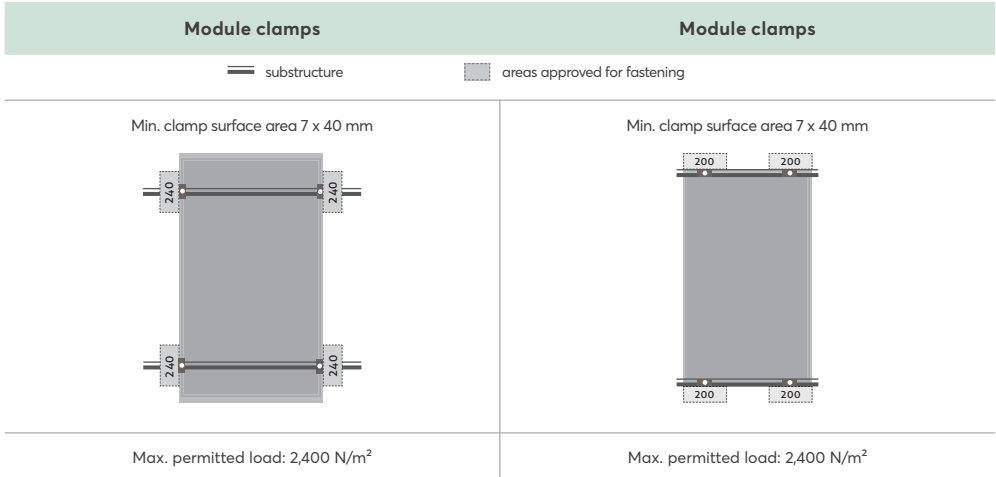 Module clamps
Module clamps
substructure
areas approved for fastening
Min. clamp surface area 7 x 40 mm
240
240
240
240
Max. permitted load: 2,400 N/m²
Min. clamp surface area 7 x 40 mm
200
200
200
200
Max. permitted load: 2,400 N/m²